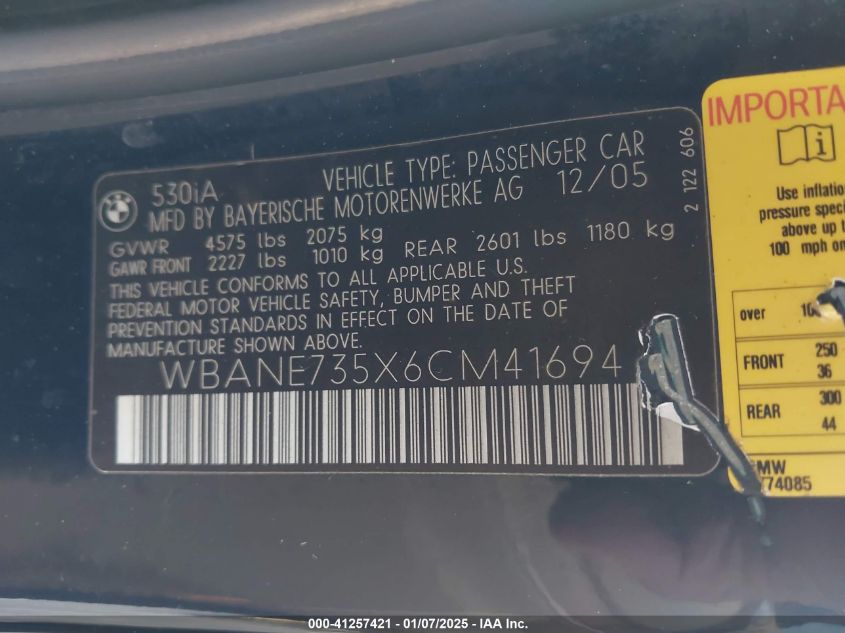 530iA VEHICLE TYPE: PASSENGER CAR
MFD BY BAYERISCHE MOTORENWERKE AG 12/05
GVWR 4575 lbs 2075 kg
GAWR FRONT 2227 lbs 1010 kg REAR 2601 lbs 1180 kg
THIS VEHICLE CONFORMS TO ALL APPLICABLE U.S.
FEDERAL MOTOR VEHICLE SAFETY, BUMPER AND THEFT
PREVENTION STANDARDS IN EFFECT ON THE DATE OF
MANUFACTURE SHOWN ABOVE.
WBANE735X6CM41694
2 122 606
IMPORTA
Use inflatio
pressure speci
above up t
100 mph on
over 10
FRONT 250
36
REAR 300
44
MW
74085
000-41257421 - 01/07/2025 - IAA Inc.